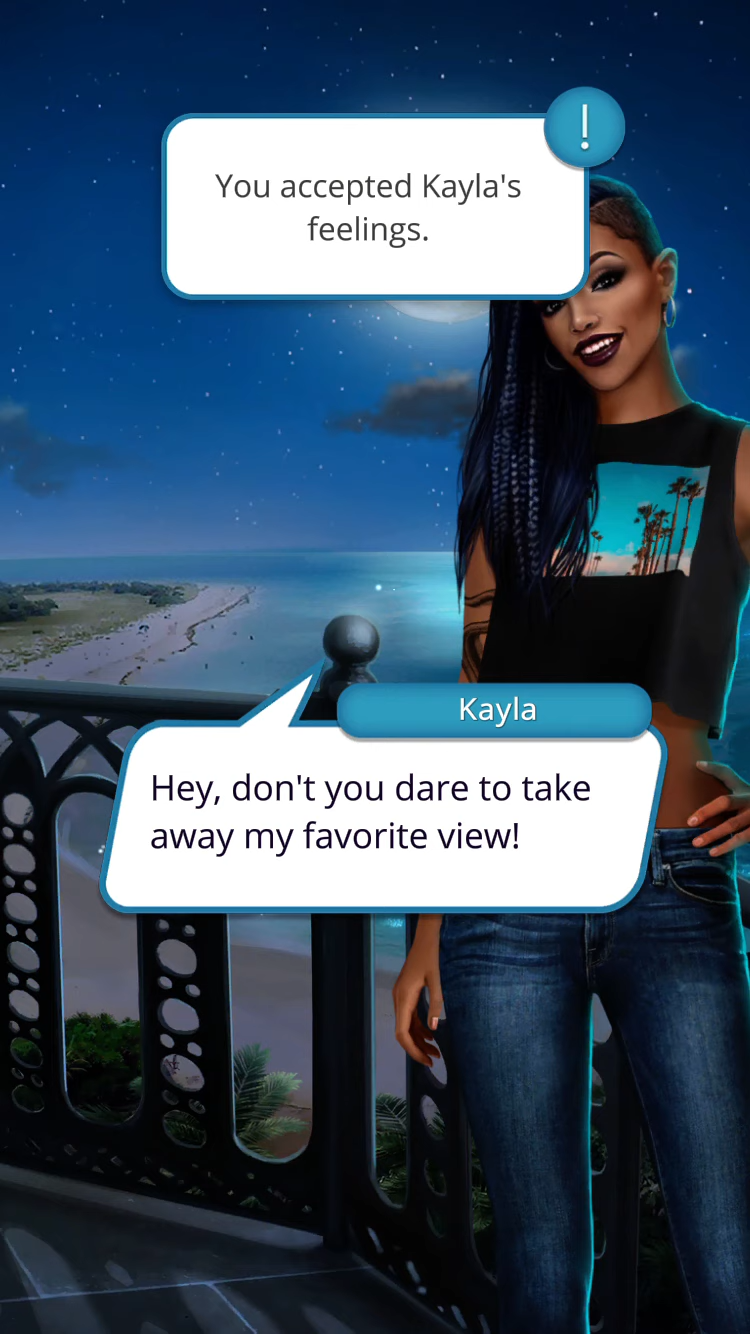 !
You accepted Kayla's
feelings.
Kayla
Hey, don't you dare to take
away my favorite view!